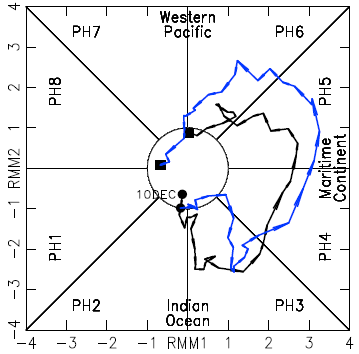 4
3
2
1
0
−1
−2
−3
−4
RMM2
Western
Pacific
PH7
PH6
PH8
PH5
Maritime
Continent
10DEC
PH1
PH4
PH2
PH3
Indian
Ocean
−4 −3 −2 −1 RMM1 1 2 3 4